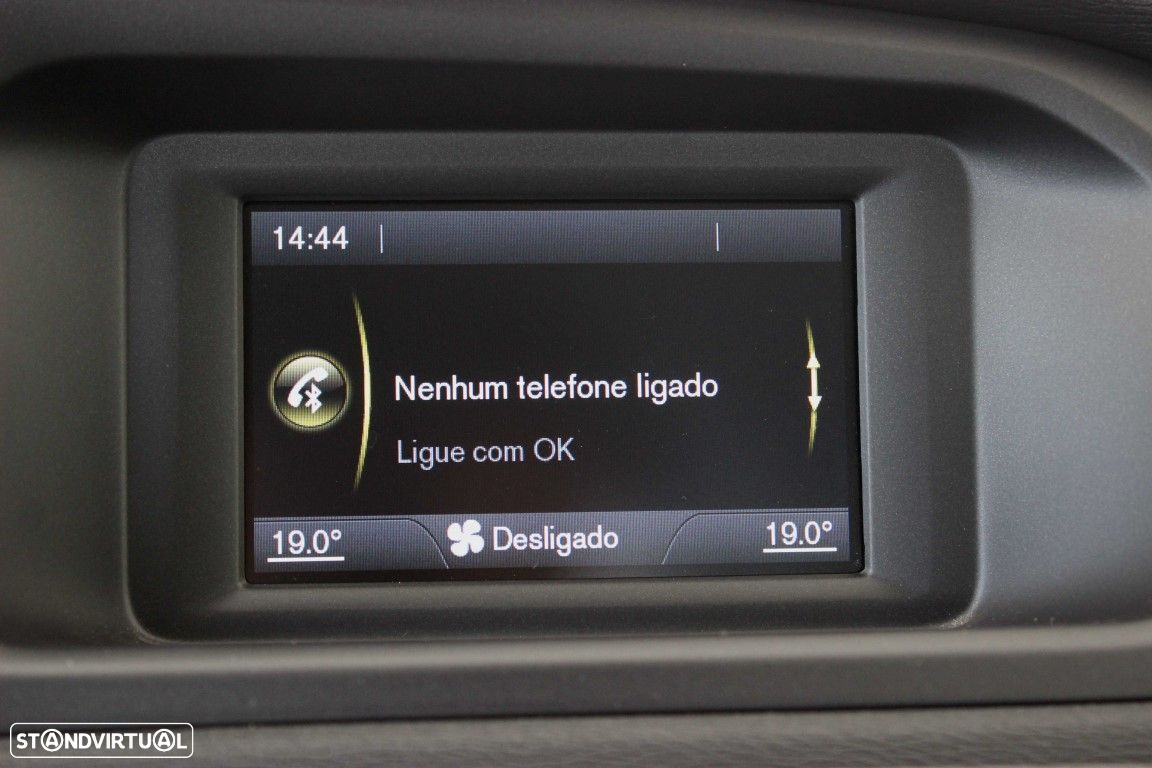 14:44
Nenhum telefone ligado
Ligue com OK
19.0° Desligado 19.0°
STANDVIRTUAL